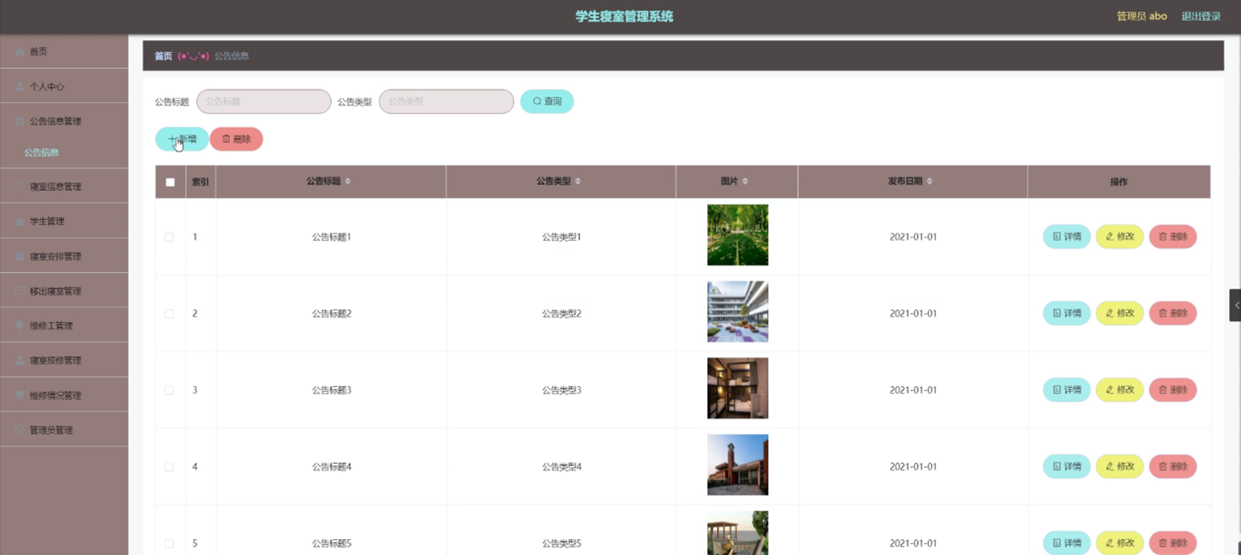 学生寝室管理系统
管理员 abo 退出登录
首页
个人中心
公告信息管理
公告信息
寝室信息管理
学生管理
寝室安排管理
移出寝室管理
维修工管理
寝室报修管理
维修情况管理
管理员管理
首页 (●'◡'●) 公告信息
公告标题 公告标题 公告类型 公告类型 查询
新增 删除
索引 公告标题 公告类型 图片 发布日期 操作
1 公告标题1 公告类型1 2021-01-01 详情 修改 删除
2 公告标题2 公告类型2 2021-01-01 详情 修改 删除
3 公告标题3 公告类型3 2021-01-01 详情 修改 删除
4 公告标题4 公告类型4 2021-01-01 详情 修改 删除
5 公告标题5 公告类型5 2021-01-01 详情 修改 删除